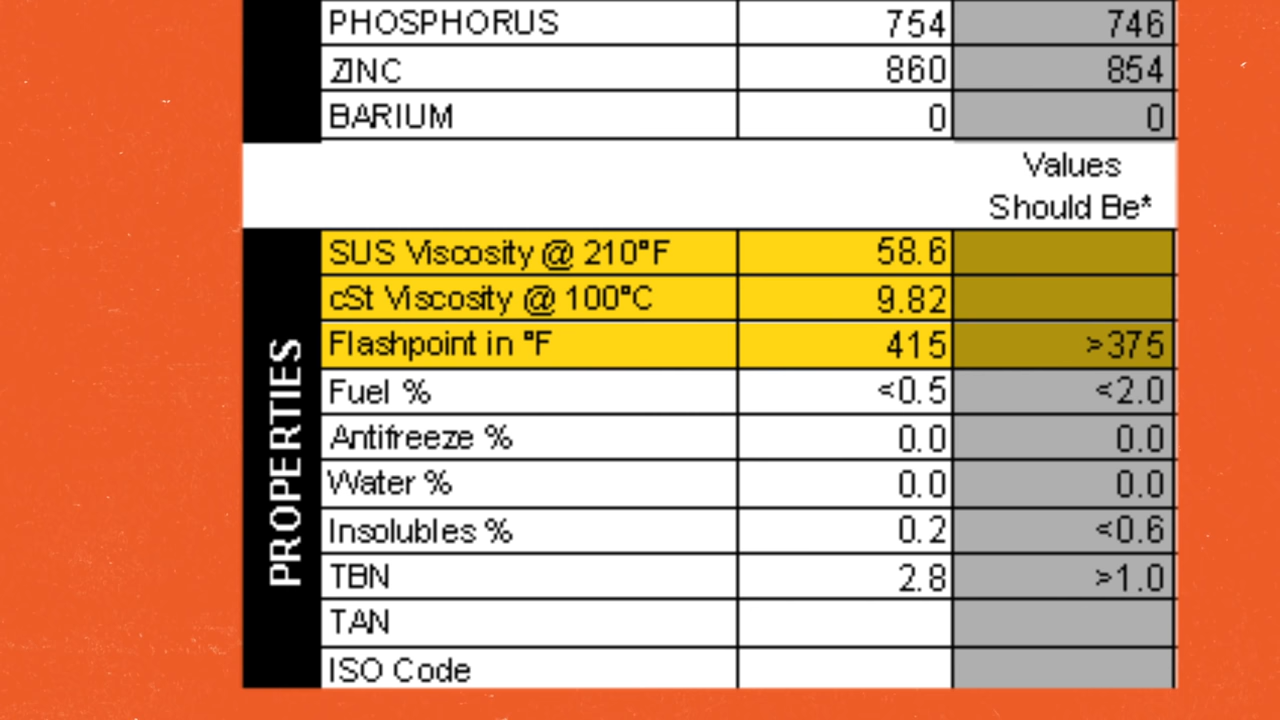 PHOSPHORUS 754 746
ZINC 860 854
BARIUM 0 0
Values
Should Be*
PROPERTIES
SUS Viscosity @ 210°F 58.6
cSt Viscosity @ 100°C 9.82
Flashpoint in °F 415 >375
Fuel % <0.5 <2.0
Antifreeze % 0.0 0.0
Water % 0.0 0.0
Insolubles % 0.2 <0.6
TBN 2.8 >1.0
TAN
ISO Code